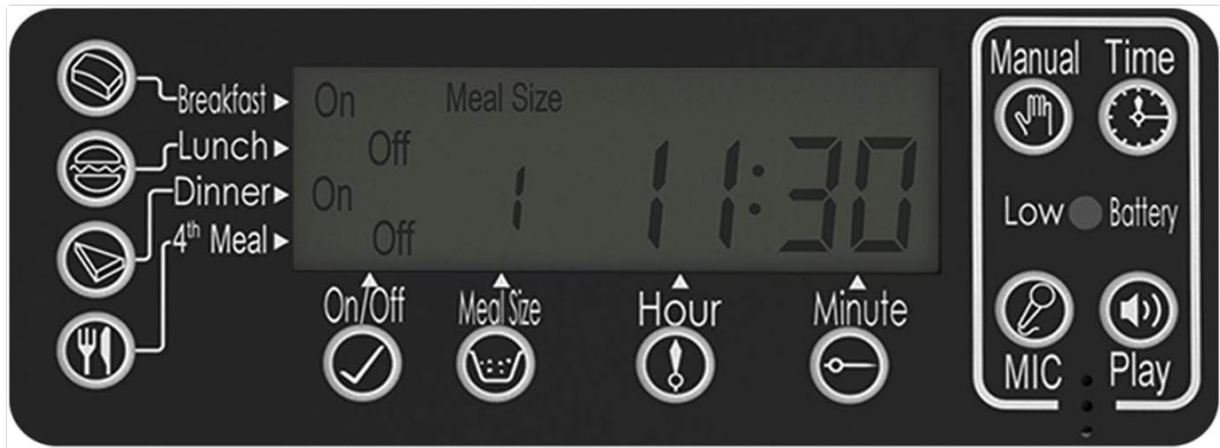 Breakfast
Lunch
Dinner
4th Meal
On Meal Size
Off
On
Off
1 11:30
On/Off
Meal Size
Hour
Minute
Manual Time
Low Battery
MIC Play